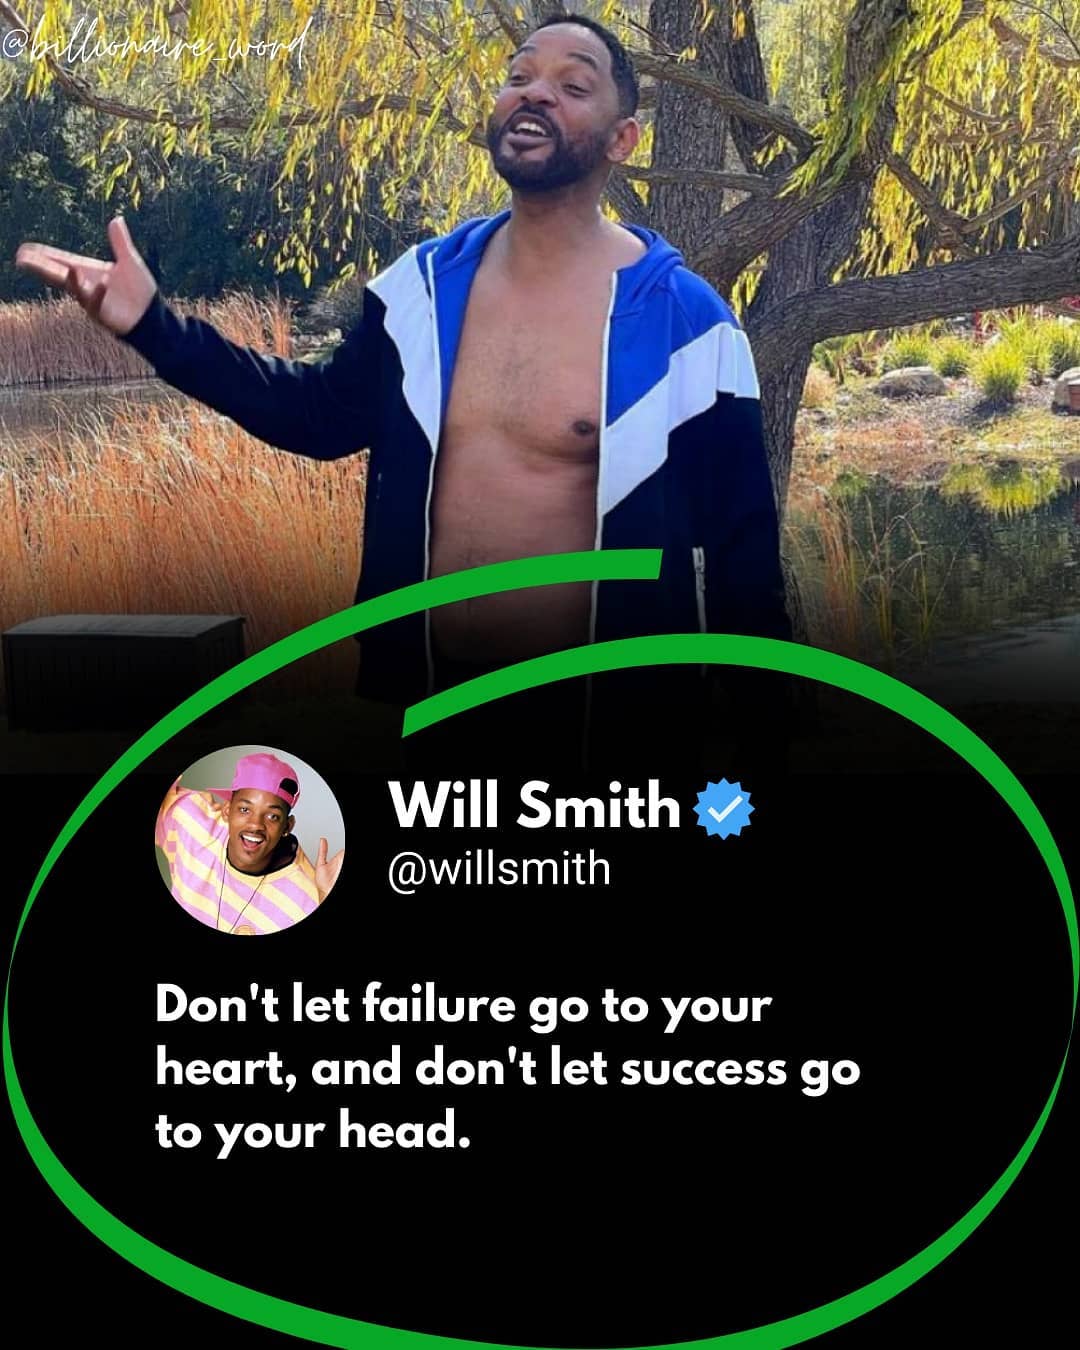 @billionaire_word
Will Smith
@willsmith
Don't let failure go to your
heart, and don't let success go
to your head.